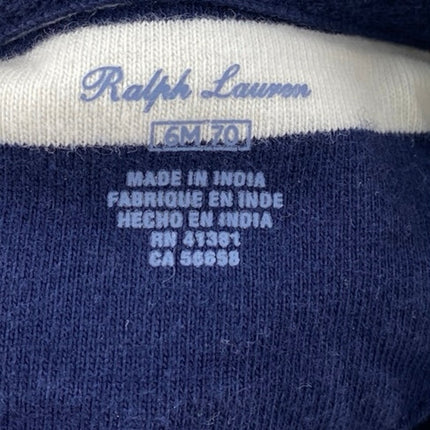 Ralph Lauren
6M 70
MADE IN INDIA
FABRIQUE EN INDE
HECHO EN INDIA
RN 41381
CA 56658